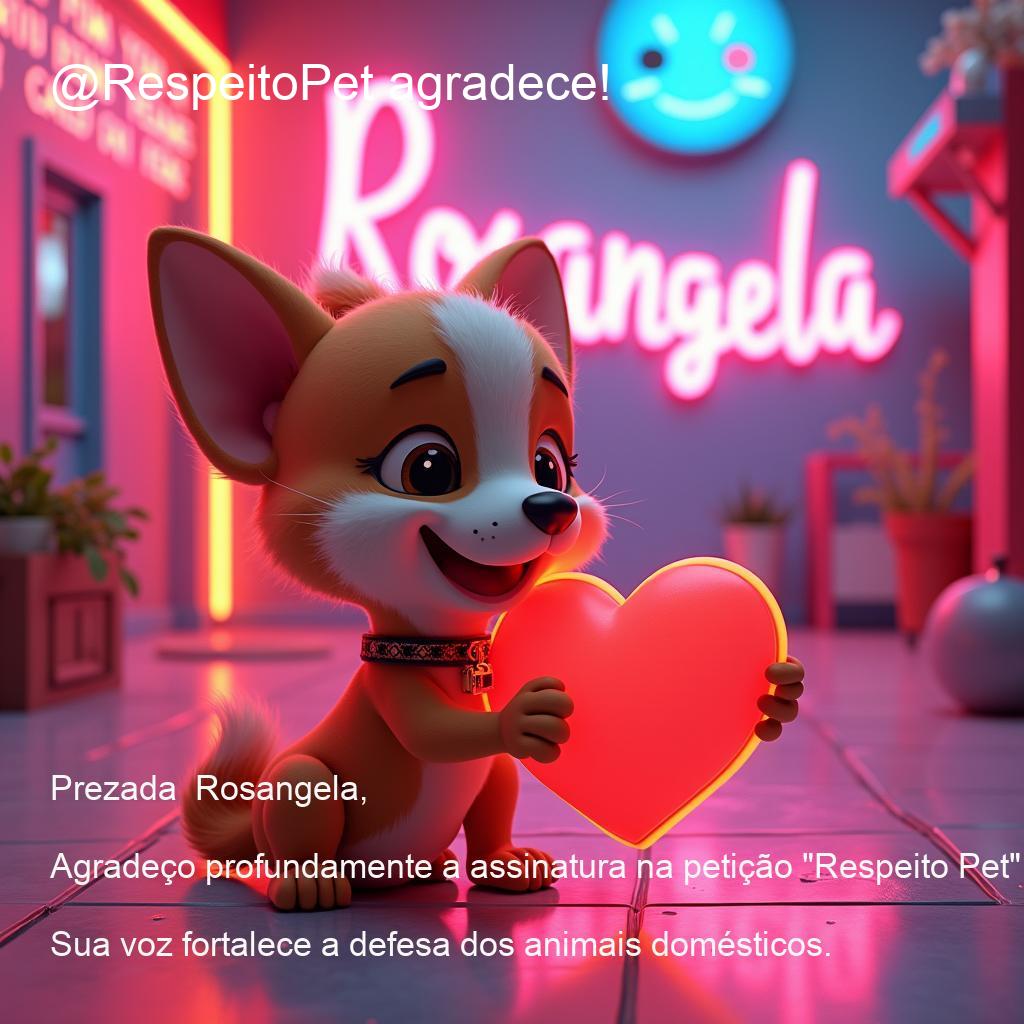 @RespeitoPet agradece!
Rosangela
Prezada  Rosangela,
Agradeço profundamente a assinatura na petição "Respeito Pet"
Sua voz fortalece a defesa dos animais domésticos.